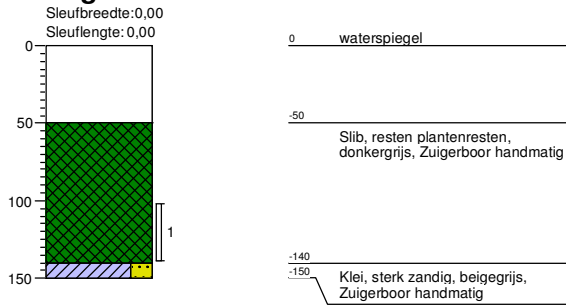 Sleufbreedte: 0,00
Sleuflengte: 0,00
0
50
100
150
1
0 waterspiegel
-50
Slib, resten plantenresten,
donkergrijs, Zuigerboor handmatig
-140
-150
Klei, sterk zandig, beigegrijs,
Zuigerboor handmatig